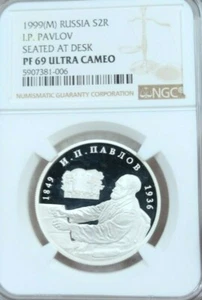 1999(M) RUSSIA S2R
I.P. PAVLOV
SEATED AT DESK
PF 69 ULTRA CAMEO
5907381-006
NUMISMATIC GUARANTY CORPORATION
NGC
1849 И.П.ПАВЛОВ 1936